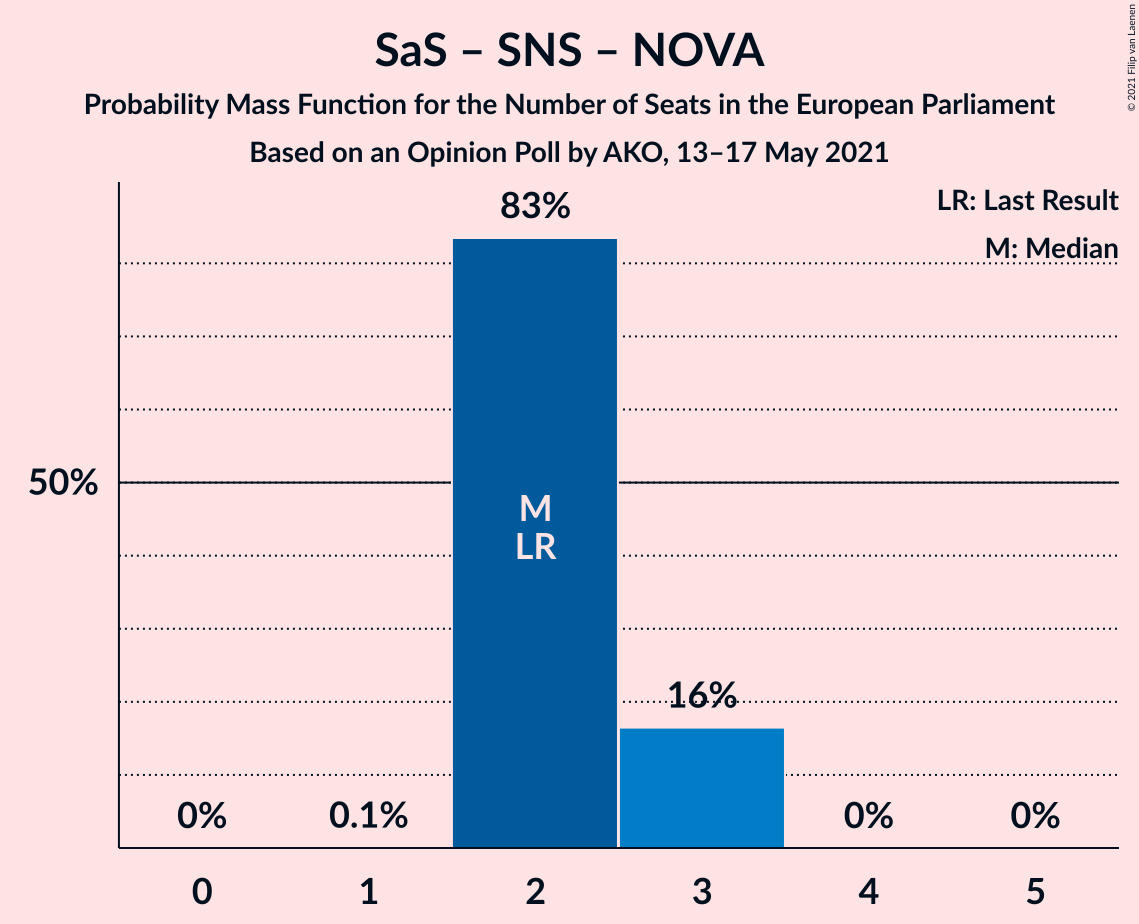 SaS – SNS – NOVA
Probability Mass Function for the Number of Seats in the European Parliament
Based on an Opinion Poll by AKO, 13–17 May 2021
© 2021 Filip van Laenen
LR: Last Result
M: Median
83%
50%
M
LR
16%
0% 0.1% 0% 0%
0 1 2 3 4 5